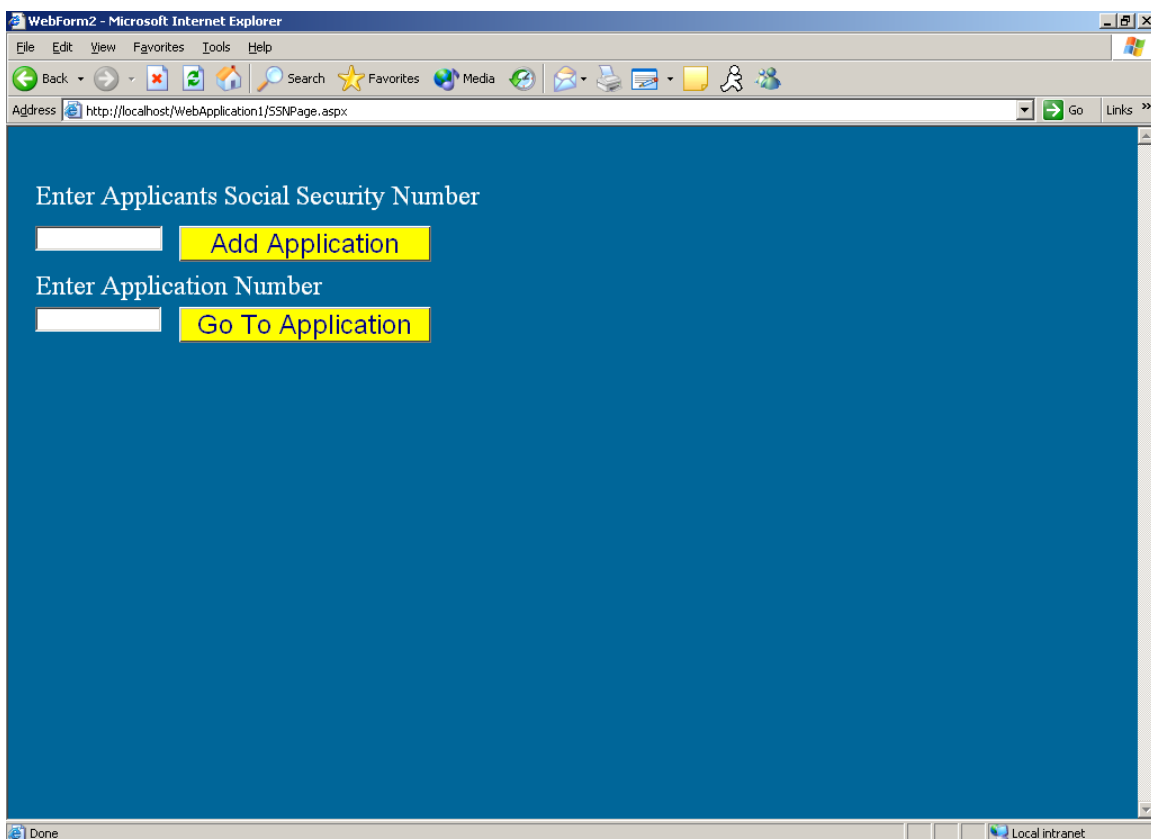 WebForm2 - Microsoft Internet Explorer
File Edit View Favorites Tools Help
Back Search Favorites Media
Address http://localhost/WebApplication1/SSNPage.aspx Go Links »
Enter Applicants Social Security Number
Add Application
Enter Application Number
Go To Application
Done Local intranet